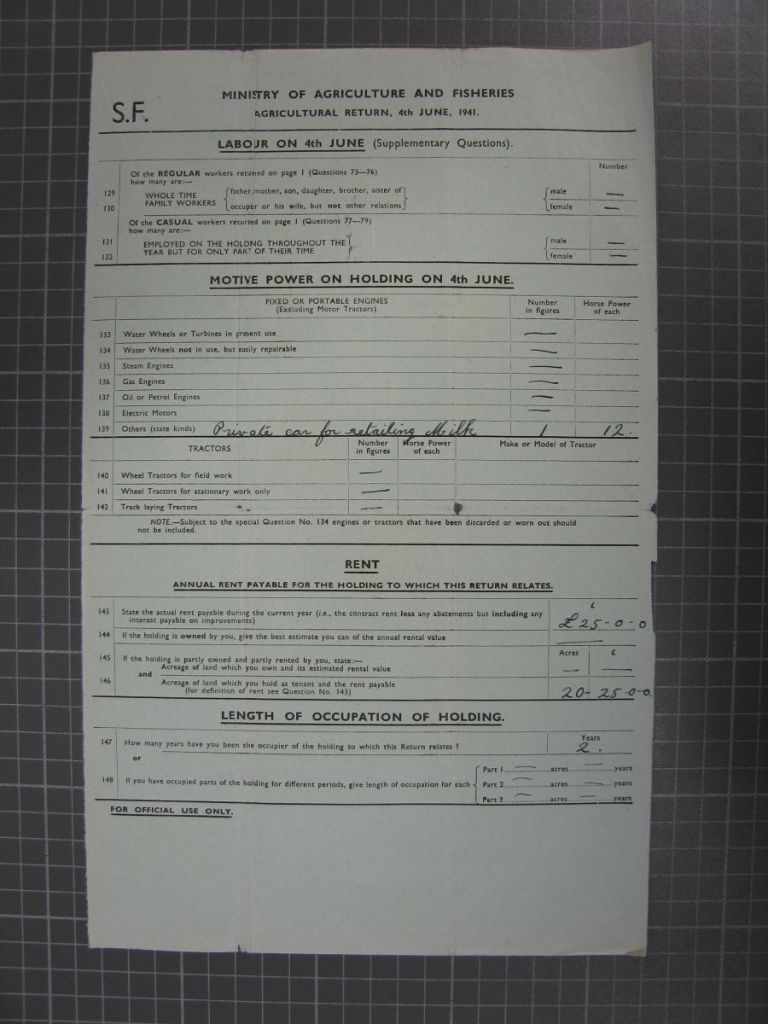 S.F.
MINISTRY OF AGRICULTURE AND FISHERIES
AGRICULTURAL RETURN, 4th JUNE, 1941.
LABOUR ON 4th JUNE (Supplementary Questions).
Number
Of the REGULAR workers returned on page 1 (Questions 73—76)
how many are:—
129 WHOLE TIME { father, mother, son, daughter, brother, sister of } { male —
130 FAMILY WORKERS { occupier or his wife, but not other relations } { female —
Of the CASUAL workers returned on page 1 (Questions 77—79)
how many are:—
131 EMPLOYED ON THE HOLDING THROUGHOUT THE } { male —
132 YEAR BUT FOR ONLY PART OF THEIR TIME } { female —
MOTIVE POWER ON HOLDING ON 4th JUNE.
FIXED OR PORTABLE ENGINES Number Horse Power
(Excluding Motor Tractors) in figures of each
133 Water Wheels or Turbines in present use —
134 Water Wheels not in use, but easily repairable —
135 Steam Engines —
136 Gas Engines —
137 Oil or Petrol Engines —
138 Electric Motors —
139 Others (state kinds) Private car for retailing Milk 1 12.
TRACTORS Number Horse Power Make or Model of Tractor
in figures of each
140 Wheel Tractors for field work —
141 Wheel Tractors for stationary work only —
142 Track laying Tractors —
NOTE.—Subject to the special Question No. 134 engines or tractors that have been discarded or worn out should
not be included.
RENT
ANNUAL RENT PAYABLE FOR THE HOLDING TO WHICH THIS RETURN RELATES.
£
143 State the actual rent payable during the current year (i.e., the contract rent less any abatements but including any
interest payable on improvements) £25-0-0.
144 If the holding is owned by you, give the best estimate you can of the annual rental value —
Acres £
145 If the holding is partly owned and partly rented by you, state:—
Acreage of land which you own and its estimated rental value — —
and
146 Acreage of land which you hold as tenant and the rent payable
(for definition of rent see Question No. 143) 20- 25-0-0.
LENGTH OF OCCUPATION OF HOLDING.
Years
147 How many years have you been the occupier of the holding to which this Return relates ? 2.
or
Part 1 — acres — years
148 If you have occupied parts of the holding for different periods, give length of occupation for each { Part 2 — acres — years
Part 3 — acres — years
FOR OFFICIAL USE ONLY.